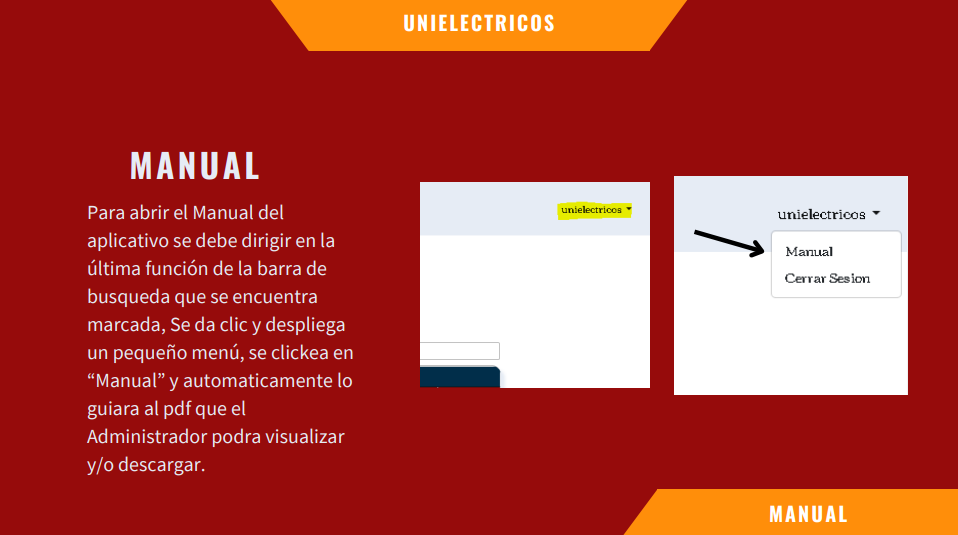 UNIELECTRICOS
MANUAL
Para abrir el Manual del
aplicativo se debe dirigir en la
última función de la barra de
busqueda que se encuentra
marcada, Se da clic y despliega
un pequeño menú, se clickea en
“Manual” y automaticamente lo
guiara al pdf que el
Administrador podra visualizar
y/o descargar.
unielectricos
unielectricos
Manual
Cerrar Sesion
MANUAL